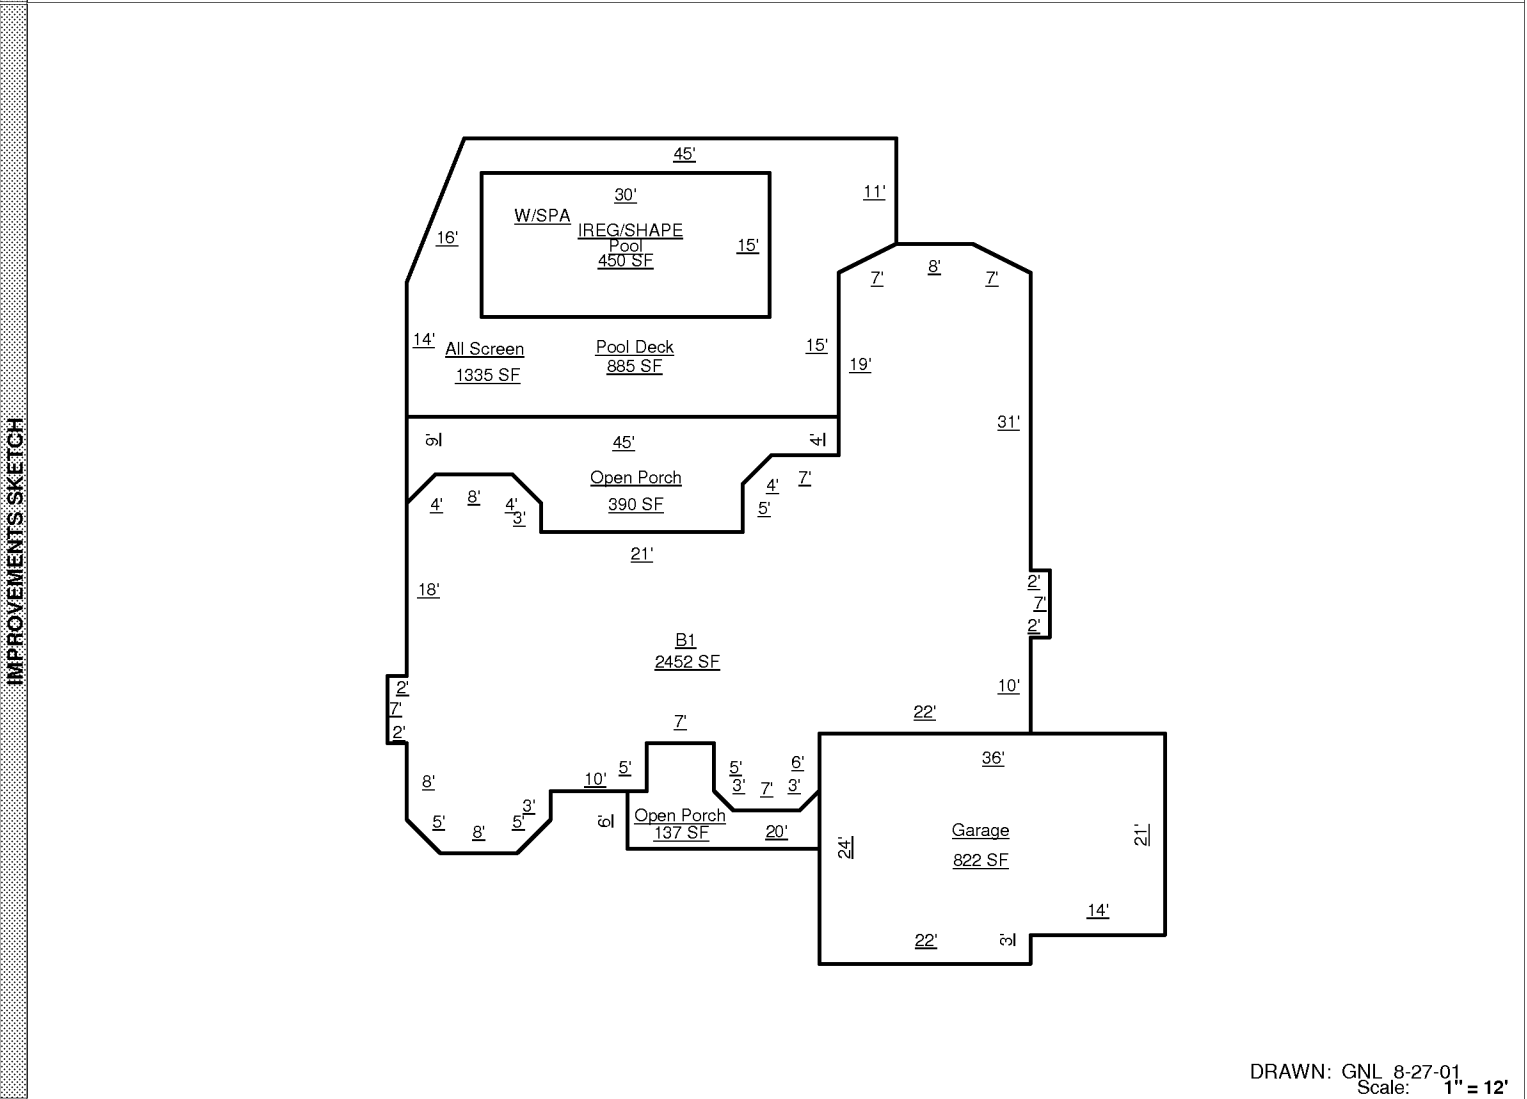 IMPROVEMENTS SKETCH
45'
30'
11'
W/SPA
IREG/SHAPE
16'
Pool
15'
450 SF
7'
8'
7'
14'
All Screen
Pool Deck
15'
885 SF
19'
1335 SF
31'
9'
45'
4'
Open Porch
7'
4'
8'
4'
4'
390 SF
5'
3'
21'
18'
2'
7'
2'
B1
2452 SF
2'
7'
2'
10'
22'
7'
36'
8'
10'
5'
5'
6'
3'
7'
3'
3'
5'
8'
5'
6'
Open Porch
137 SF
20'
Garage
24'
21'
822 SF
14'
22'
3'
DRAWN: GNL 8-27-01
Scale: 1" = 12'